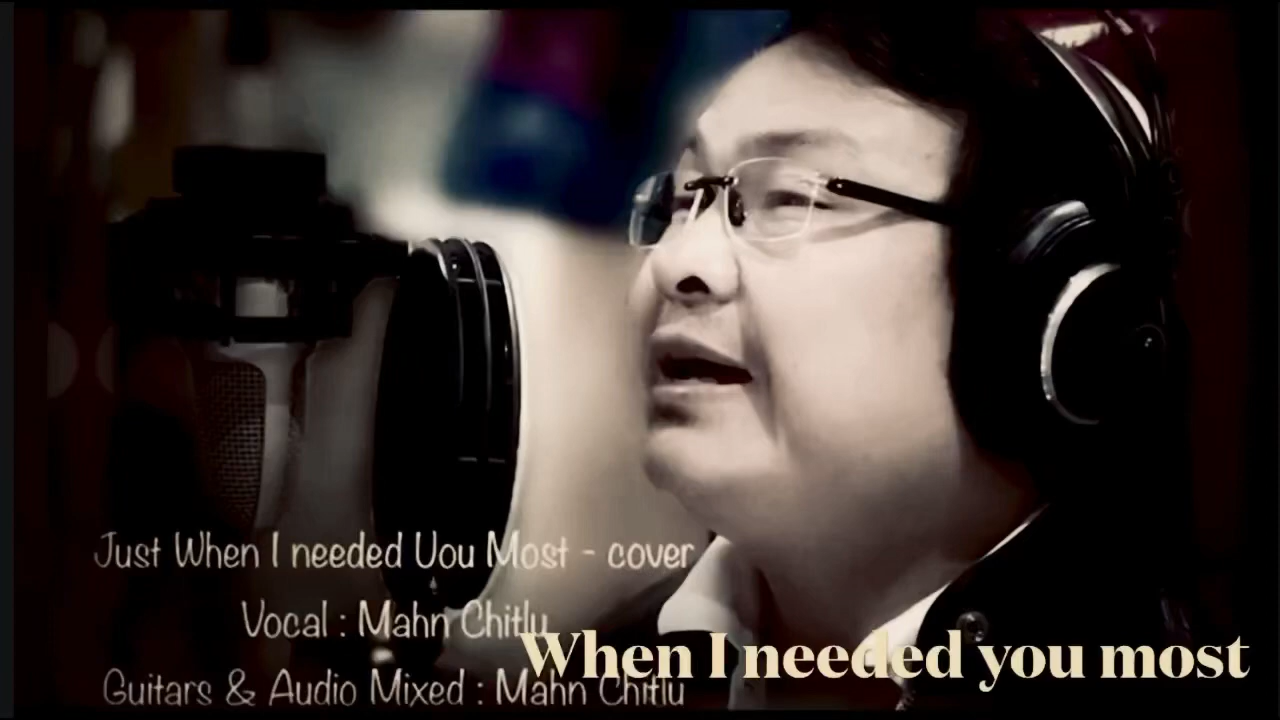 Just When I needed Uou Most - cover
Vocal : Mahn Chitlu
When I needed you most
Guitars & Audio Mixed : Mahn Chitlu